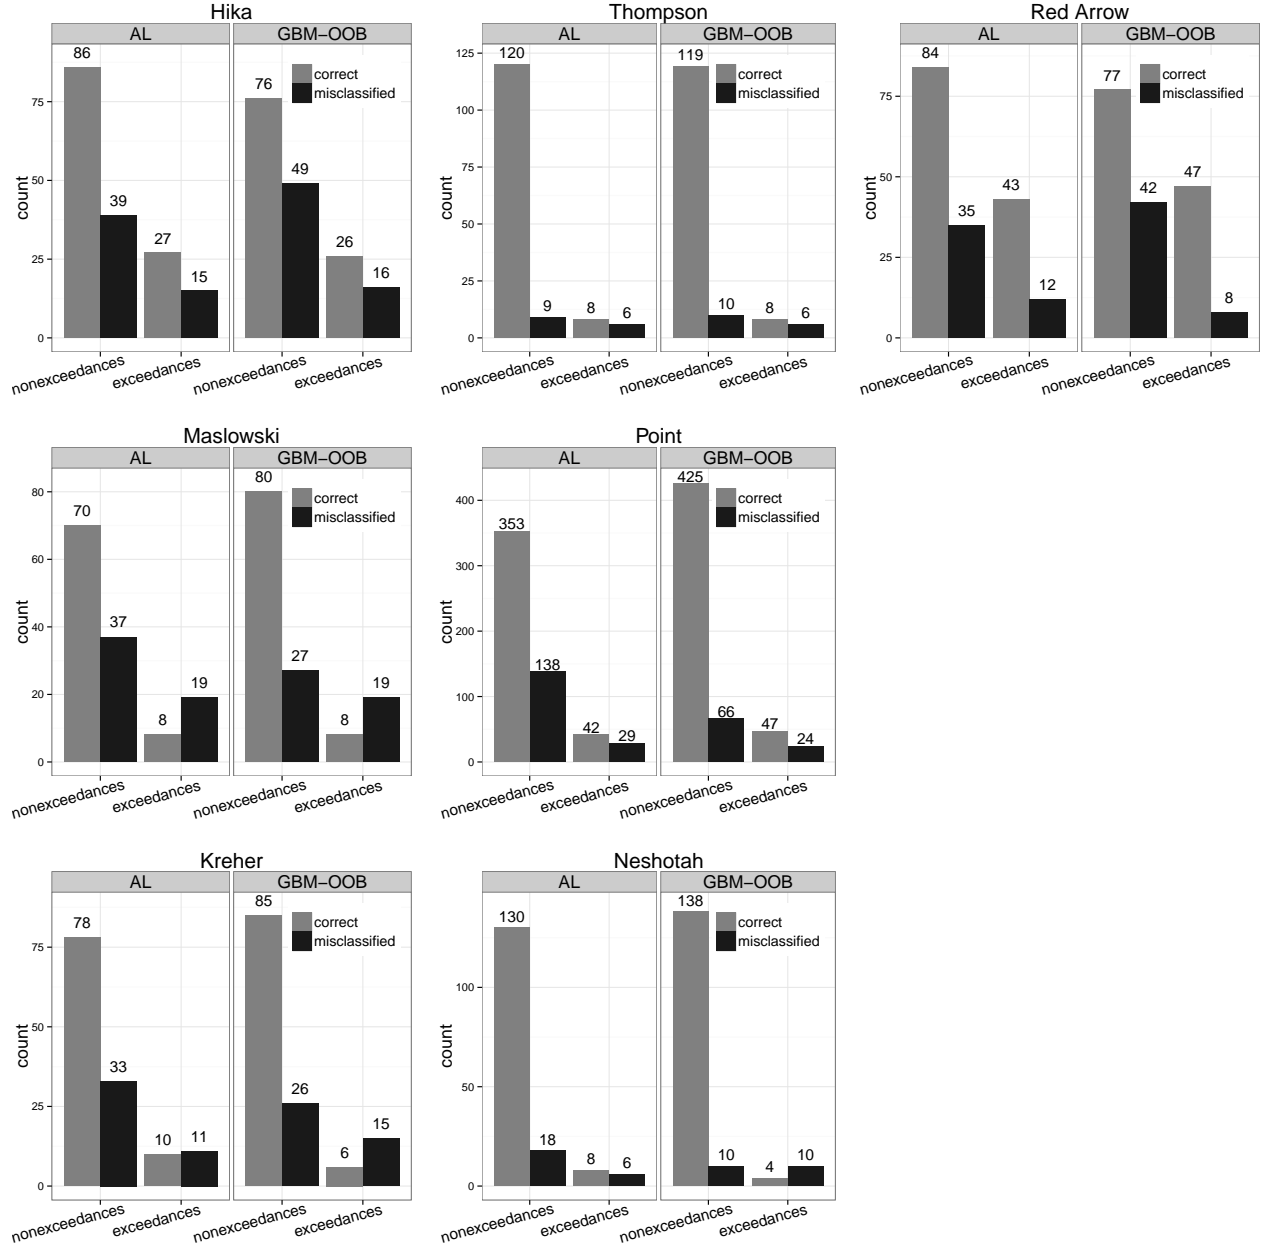 Hika
AL
GBM−OOB
86
39
27
15
76
49
26
16
correct
misclassified
75
50
25
0
count
nonexceedances
exceedances
nonexceedances
exceedances
Thompson
AL
GBM−OOB
120
9
8
6
119
10
8
6
correct
misclassified
125
100
75
50
25
0
count
nonexceedances
exceedances
nonexceedances
exceedances
Red Arrow
AL
GBM−OOB
84
35
43
12
77
42
47
8
correct
misclassified
75
50
25
0
count
nonexceedances
exceedances
nonexceedances
exceedances
Maslowski
AL
GBM−OOB
70
37
8
19
80
27
8
19
correct
misclassified
80
60
40
20
0
count
nonexceedances
exceedances
nonexceedances
exceedances
Point
AL
GBM−OOB
353
138
42
29
425
66
47
24
correct
misclassified
400
300
200
100
0
count
nonexceedances
exceedances
nonexceedances
exceedances
Kreher
AL
GBM−OOB
78
33
10
11
85
26
6
15
correct
misclassified
75
50
25
0
count
nonexceedances
exceedances
nonexceedances
exceedances
Neshotah
AL
GBM−OOB
130
18
8
6
138
10
4
10
correct
misclassified
100
50
0
count
nonexceedances
exceedances
nonexceedances
exceedances